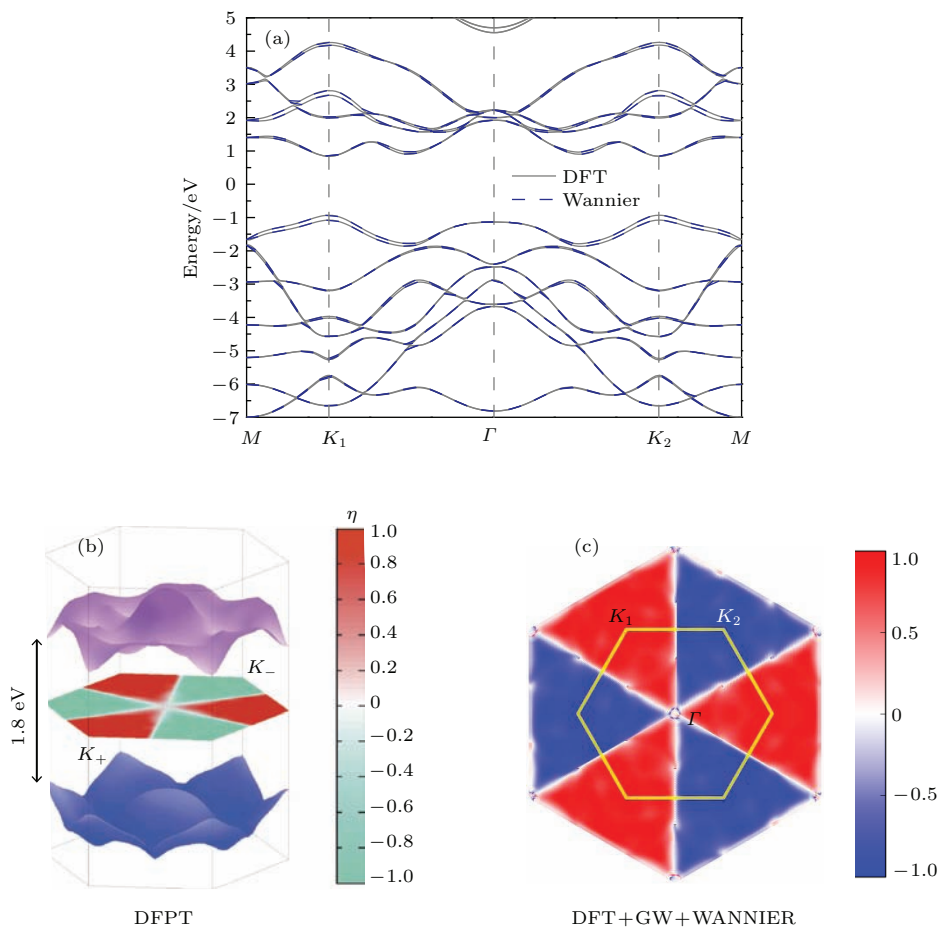 (a)
5
4
3
2
1
0
−1
−2
−3
−4
−5
−6
−7
Energy/eV
DFT
Wannier
M K₁ Γ K₂ M
(b)
η
1.0
0.8
0.6
0.4
0.2
0
−0.2
−0.4
−0.6
−0.8
−1.0
1.8 eV
K₋
K₊
DFPT
(c)
K₁ K₂
Γ
1.0
0.5
0
−0.5
−1.0
DFT+GW+WANNIER